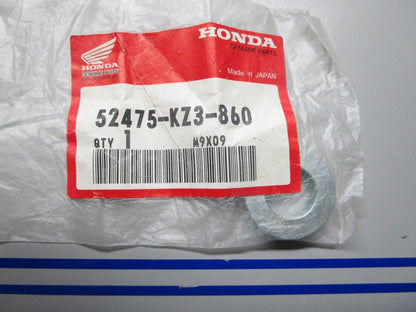 HONDA
GENUINE PARTS
HONDA
Made in JAPAN
52475-KZ3-860
QTY 1 M9X09